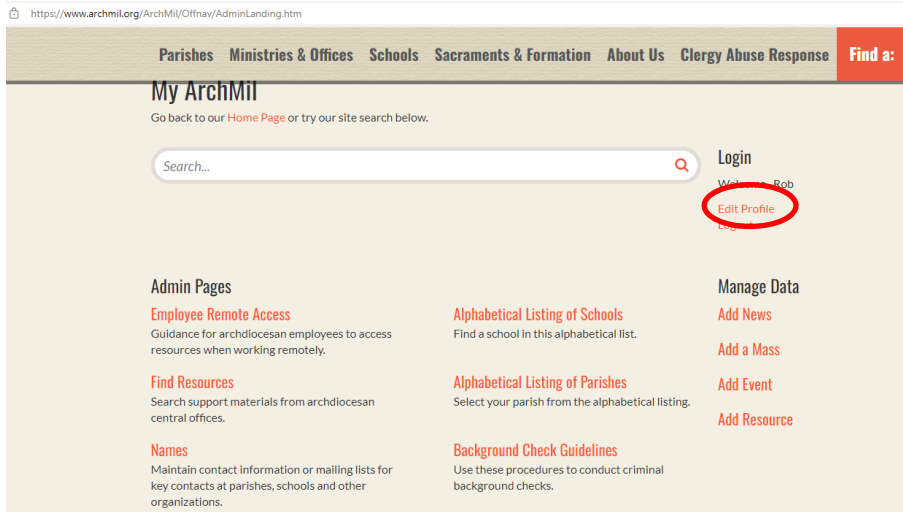 https://www.archmil.org/ArchMil/Offnav/AdminLanding.htm
Parishes Ministries & Offices Schools Sacraments & Formation About Us Clergy Abuse Response Find a:
My ArchMil
Go back to our Home Page or try our site search below.
Search...
Login
Welcome, Rob
Edit Profile
Logout
Admin Pages
Employee Remote Access
Guidance for archdiocesan employees to access
resources when working remotely.
Find Resources
Search support materials from archdiocesan
central offices.
Names
Maintain contact information or mailing lists for
key contacts at parishes, schools and other
organizations.
Alphabetical Listing of Schools
Find a school in this alphabetical list.
Alphabetical Listing of Parishes
Select your parish from the alphabetical listing.
Background Check Guidelines
Use these procedures to conduct criminal
background checks.
Manage Data
Add News
Add a Mass
Add Event
Add Resource